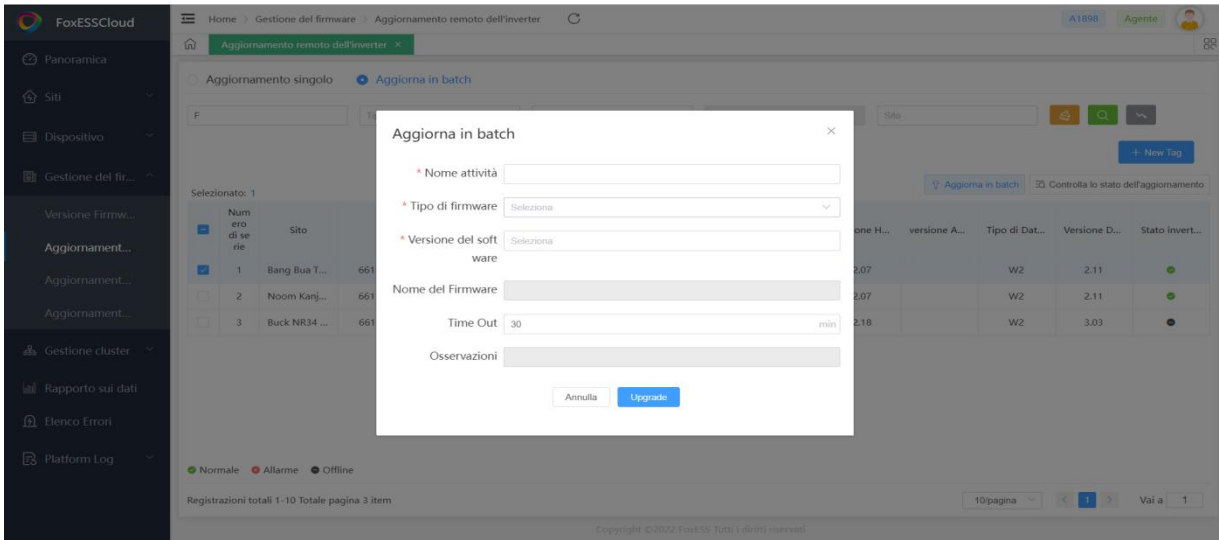 FoxESSCloud
Home > Gestione del firmware > Aggiornamento remoto dell'inverter
A1898 Agente
Aggiornamento remoto dell'inverter ×
Panoramica
Siti
Dispositivo
Gestione del fir...
Versione Firmw...
Aggiornament...
Aggiornament...
Aggiornament...
Gestione cluster
Rapporto sui dati
Elenco Errori
Platform Log
Aggiornamento singolo Aggiorna in batch
F Sito
+ New Tag
Selezionato: 1 Aggiorna in batch Controlla lo stato dell'aggiornamento
Num
ero
di se
rie
Sito one H... versione A... Tipo di Dat... Versione D... Stato invert...
1 Bang Bua T... 661 2.07 W2 2.11
2 Noom Kanj... 661 2.07 W2 2.11
3 Buck NR34 ... 661 2.18 W2 3.03
Aggiorna in batch ×
* Nome attività
* Tipo di firmware Seleziona
* Versione del soft
ware Seleziona
Nome del Firmware
Time Out 30 min
Osservazioni
Annulla Upgrade
Normale Allarme Offline
Registrazioni totali 1-10 Totale pagina 3 item 10/pagina < 1 > Vai a 1
Copyright ©2022 FoxESS Tutti i diritti riservati